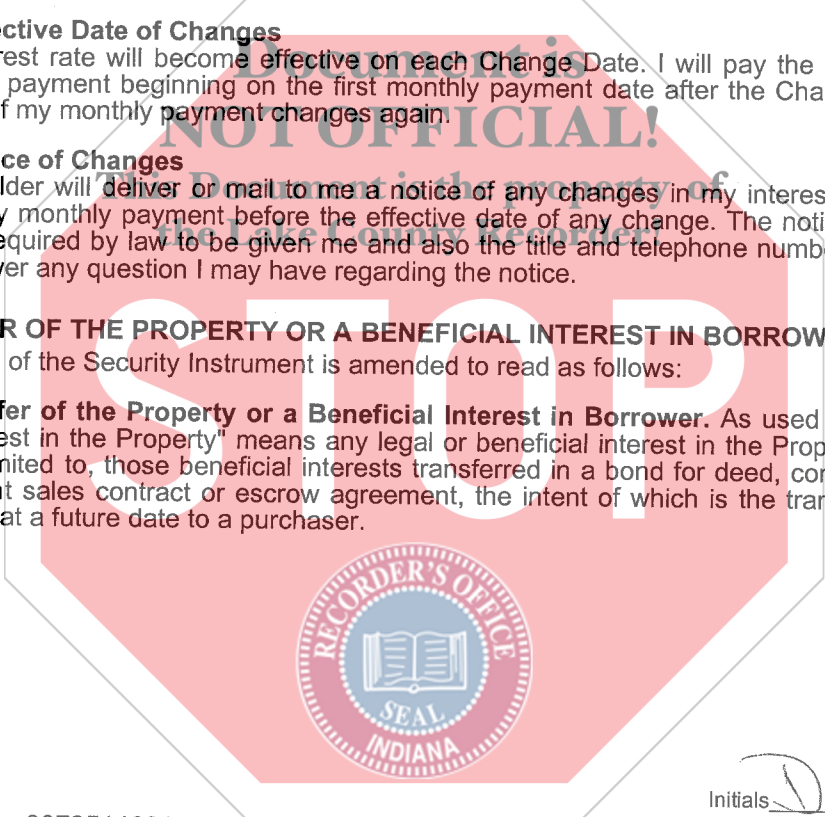 ctive Date of Changes
rest rate will become effective on each Change Date. I will pay the
payment beginning on the first monthly payment date after the Cha
f my monthly payment changes again.
ce of Changes
lder will deliver or mail to me a notice of any changes in my interes
y monthly payment before the effective date of any change. The noti
equired by law to be given me and also the title and telephone numb
er any question I may have regarding the notice.
R OF THE PROPERTY OR A BENEFICIAL INTEREST IN BORROW
of the Security Instrument is amended to read as follows:
fer of the Property or a Beneficial Interest in Borrower. As used
est in the Property" means any legal or beneficial interest in the Prop
mited to, those beneficial interests transferred in a bond for deed, con
t sales contract or escrow agreement, the intent of which is the tran
at a future date to a purchaser.
Document is
NOT OFFICIAL!
This Document is the property of
the Lake County Recorder!
STOP
RECORDER'S OFFICE
SEAL
INDIANA
Initials